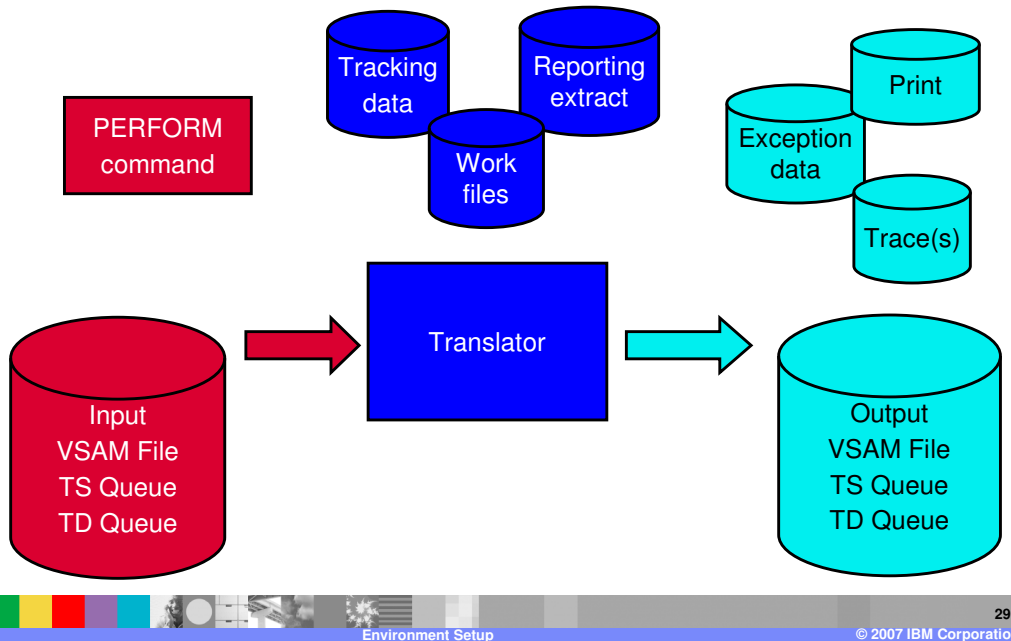 PERFORM
command
Tracking
data
Reporting
extract
Work
files
Print
Exception
data
Trace(s)
Translator
Input
VSAM File
TS Queue
TD Queue
Output
VSAM File
TS Queue
TD Queue
29
Environment Setup
© 2007 IBM Corporatio